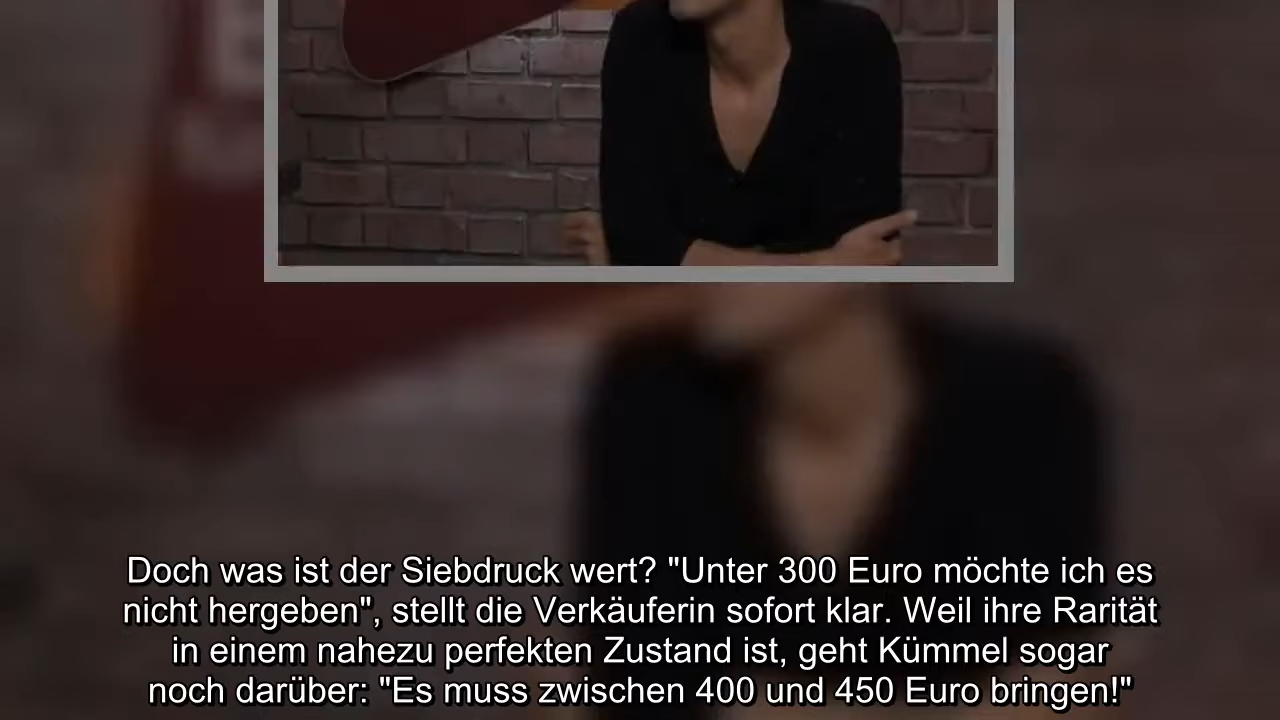 Doch was ist der Siebdruck wert? "Unter 300 Euro möchte ich es
nicht hergeben", stellt die Verkäuferin sofort klar. Weil ihre Rarität
in einem nahezu perfekten Zustand ist, geht Kümmel sogar
noch darüber: "Es muss zwischen 400 und 450 Euro bringen!"